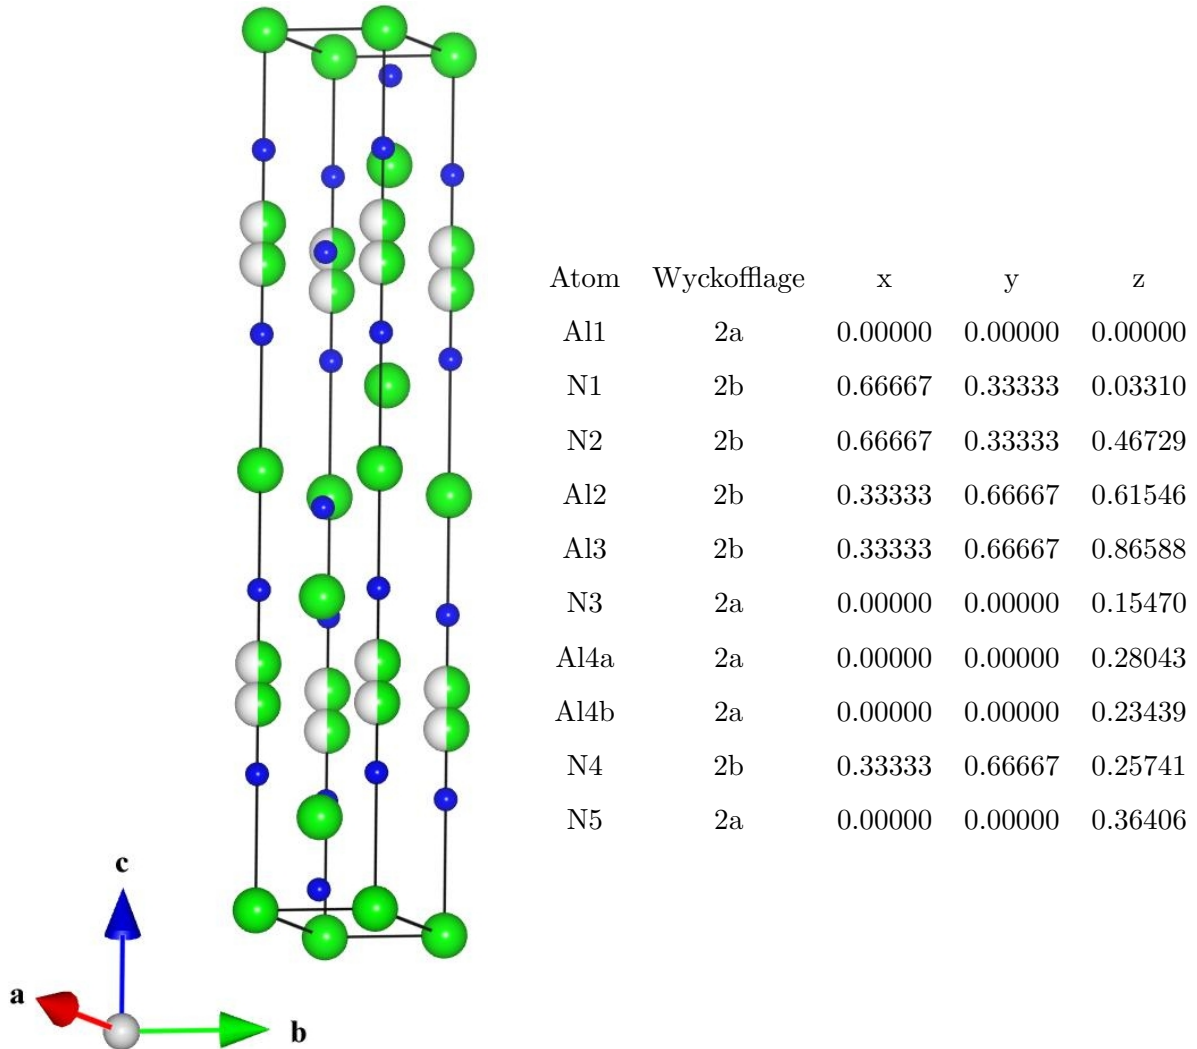 Atom Wyckofflage x y z
Al1 2a 0.00000 0.00000 0.00000
N1 2b 0.66667 0.33333 0.03310
N2 2b 0.66667 0.33333 0.46729
Al2 2b 0.33333 0.66667 0.61546
Al3 2b 0.33333 0.66667 0.86588
N3 2a 0.00000 0.00000 0.15470
Al4a 2a 0.00000 0.00000 0.28043
Al4b 2a 0.00000 0.00000 0.23439
N4 2b 0.33333 0.66667 0.25741
N5 2a 0.00000 0.00000 0.36406
c
a
b